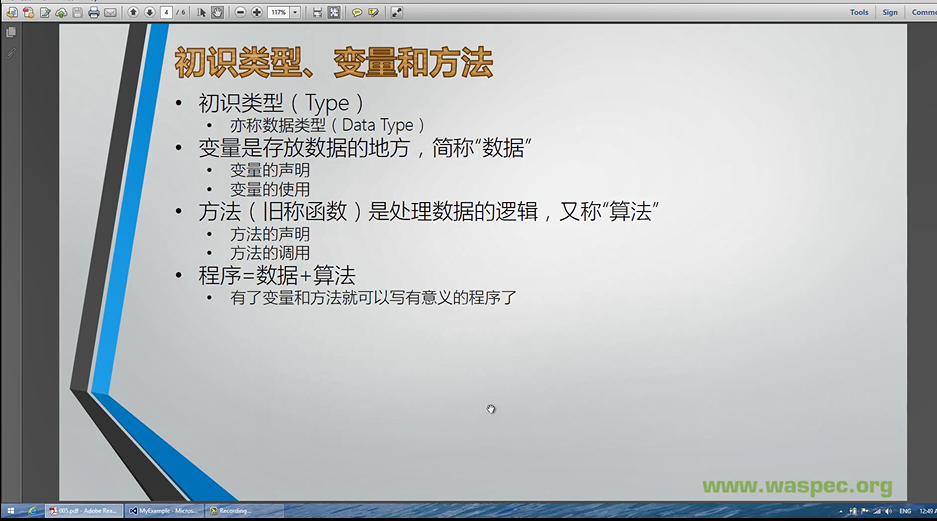 Tools
Sign
Comme
4 / 6
117%
初识类型、变量和方法
• 初识类型（Type）
• 亦称数据类型（Data Type）
• 变量是存放数据的地方，简称“数据”
• 变量的声明
• 变量的使用
• 方法（旧称函数）是处理数据的逻辑，又称“算法”
• 方法的声明
• 方法的调用
• 程序=数据+算法
• 有了变量和方法就可以写有意义的程序了
www.waspec.org
005.pdf - Adobe Rea...
MyExample - Micros...
Recording...
ENG
12:49 A